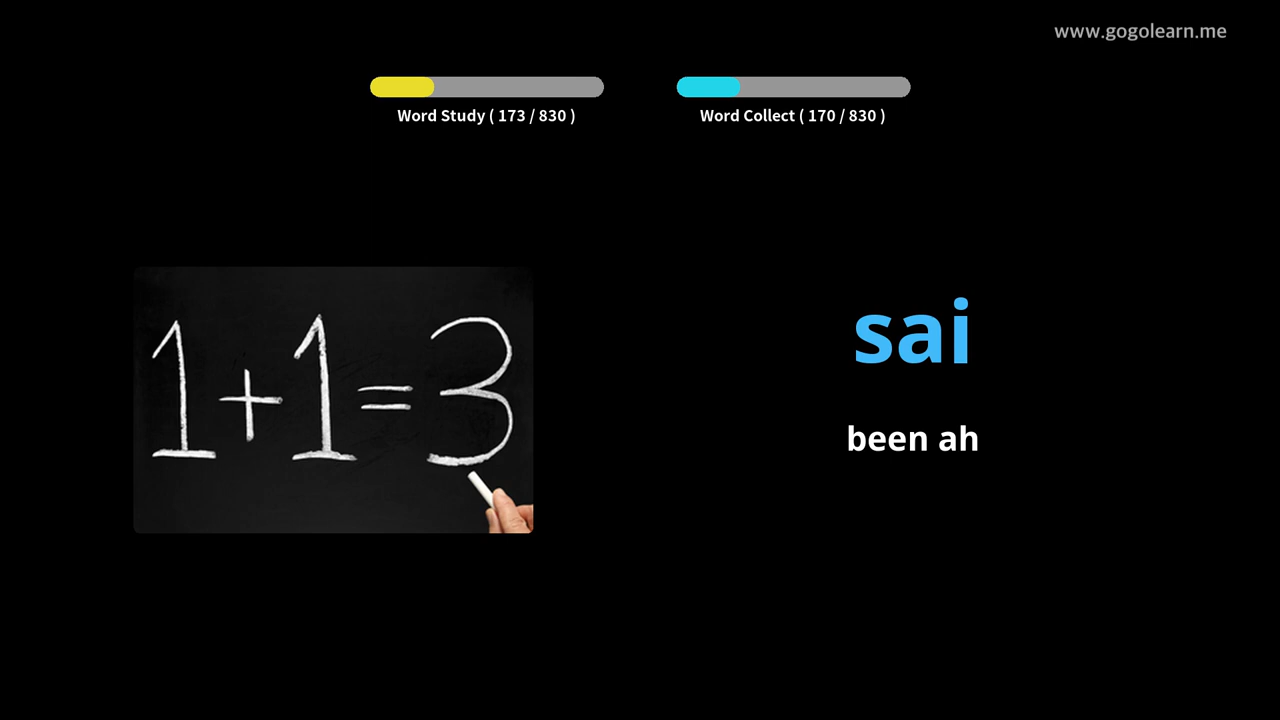 www.gogolearn.me
Word Study ( 173 / 830 )
Word Collect ( 170 / 830 )
1+1=3
sai
been ah